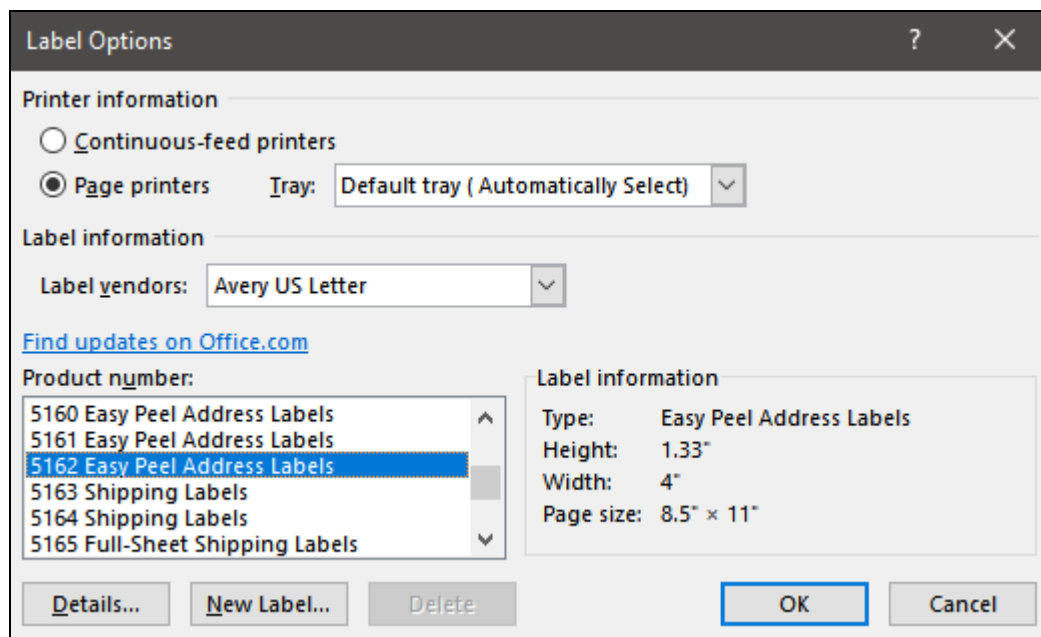 Label Options
Printer information
Continuous-feed printers
Page printers Tray: Default tray ( Automatically Select)
Label information
Label vendors: Avery US Letter
Find updates on Office.com
Product number:
5160 Easy Peel Address Labels
5161 Easy Peel Address Labels
5162 Easy Peel Address Labels
5163 Shipping Labels
5164 Shipping Labels
5165 Full-Sheet Shipping Labels
Label information
Type: Easy Peel Address Labels
Height: 1.33"
Width: 4"
Page size: 8.5" × 11"
Details... New Label... Delete OK Cancel